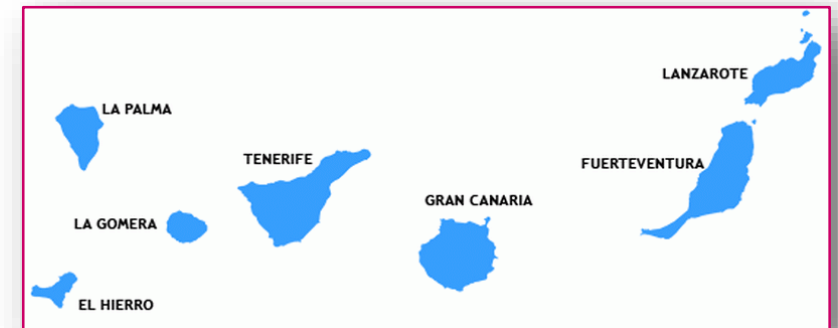 LANZAROTE
LA PALMA
TENERIFE
FUERTEVENTURA
GRAN CANARIA
LA GOMERA
EL HIERRO